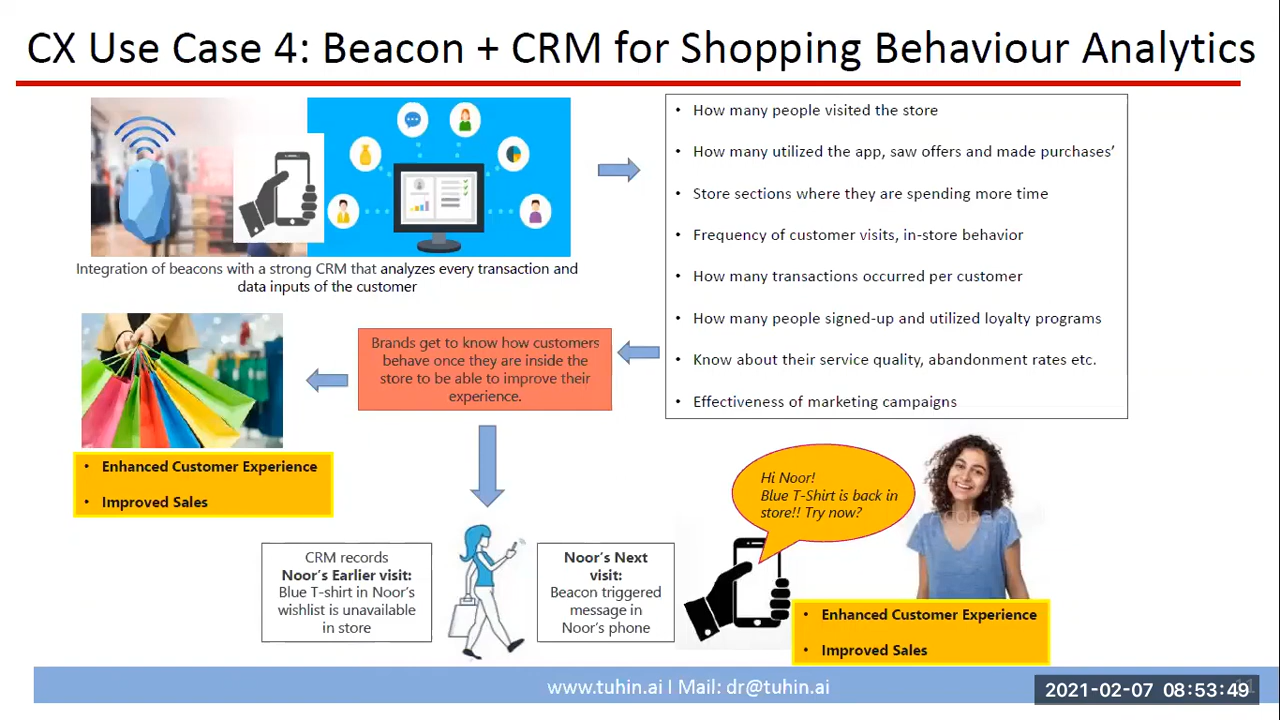 CX Use Case 4: Beacon + CRM for Shopping Behaviour Analytics
Integration of beacons with a strong CRM that analyzes every transaction and
data inputs of the customer
• How many people visited the store
• How many utilized the app, saw offers and made purchases’
• Store sections where they are spending more time
• Frequency of customer visits, in-store behavior
• How many transactions occurred per customer
• How many people signed-up and utilized loyalty programs
• Know about their service quality, abandonment rates etc.
• Effectiveness of marketing campaigns
Brands get to know how customers
behave once they are inside the
store to be able to improve their
experience.
• Enhanced Customer Experience
• Improved Sales
CRM records
Noor’s Earlier visit:
Blue T-shirt in Noor’s
wishlist is unavailable
in store
Noor’s Next
visit:
Beacon triggered
message in
Noor’s phone
Hi Noor!
Blue T-Shirt is back in
store!! Try now?
• Enhanced Customer Experience
• Improved Sales
www.tuhin.ai I Mail: dr@tuhin.ai
11
2021-02-07 08:53:49